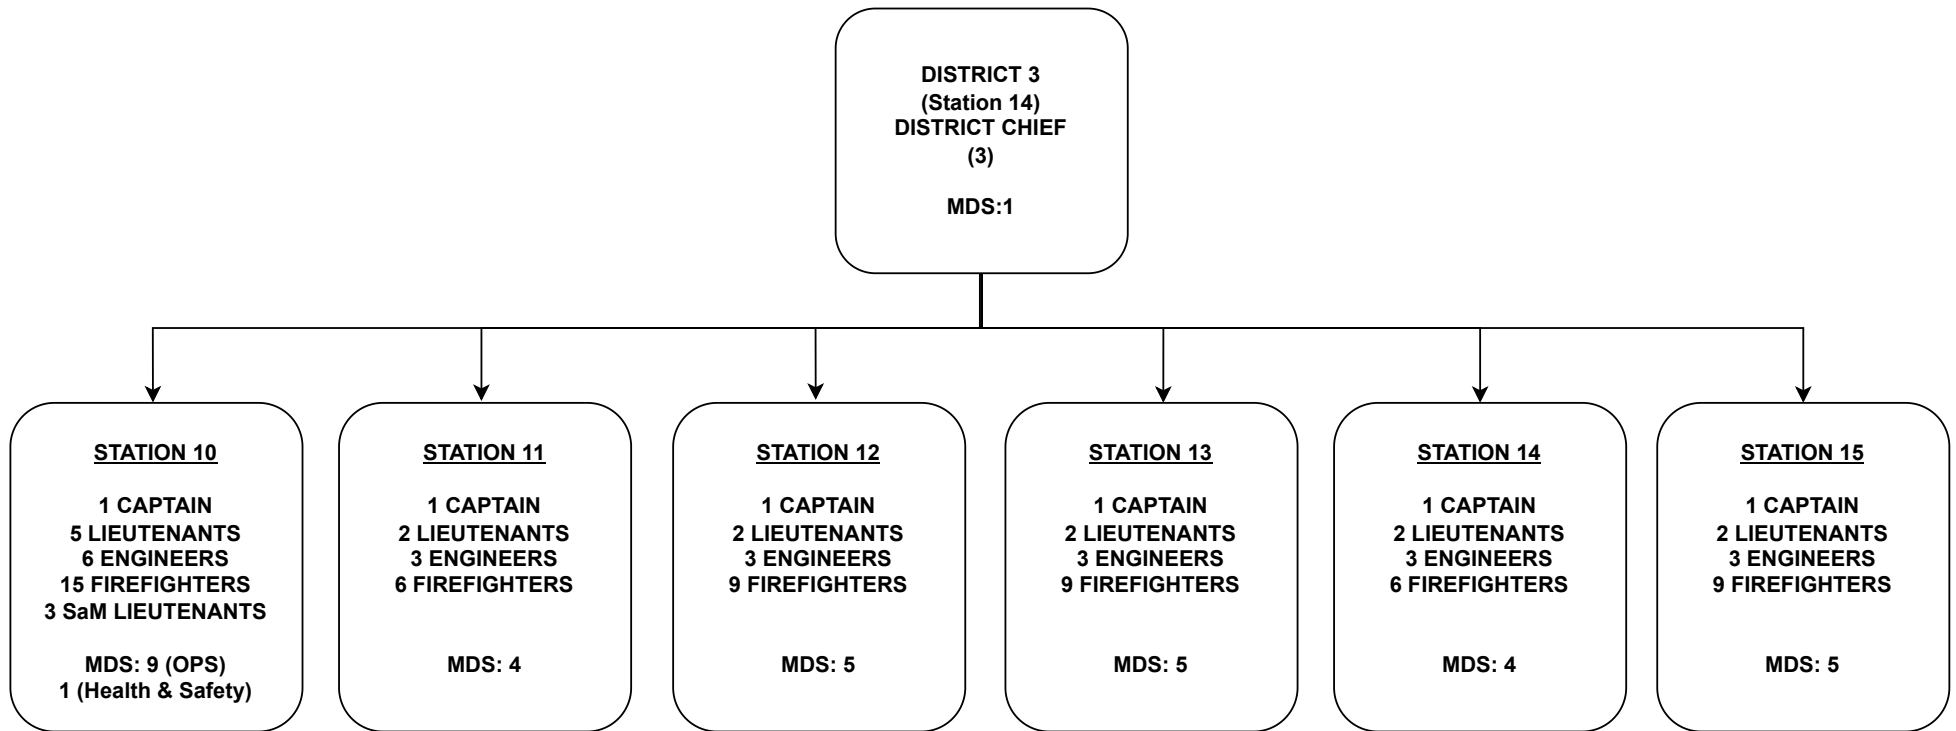 DISTRICT 3
(Station 14)
DISTRICT CHIEF
(3)
MDS:1
STATION 10
1 CAPTAIN
5 LIEUTENANTS
6 ENGINEERS
15 FIREFIGHTERS
3 SaM LIEUTENANTS
MDS: 9 (OPS)
1 (Health & Safety)
STATION 11
1 CAPTAIN
2 LIEUTENANTS
3 ENGINEERS
6 FIREFIGHTERS
MDS: 4
STATION 12
1 CAPTAIN
2 LIEUTENANTS
3 ENGINEERS
9 FIREFIGHTERS
MDS: 5
STATION 13
1 CAPTAIN
2 LIEUTENANTS
3 ENGINEERS
9 FIREFIGHTERS
MDS: 5
STATION 14
1 CAPTAIN
2 LIEUTENANTS
3 ENGINEERS
6 FIREFIGHTERS
MDS: 4
STATION 15
1 CAPTAIN
2 LIEUTENANTS
3 ENGINEERS
9 FIREFIGHTERS
MDS: 5